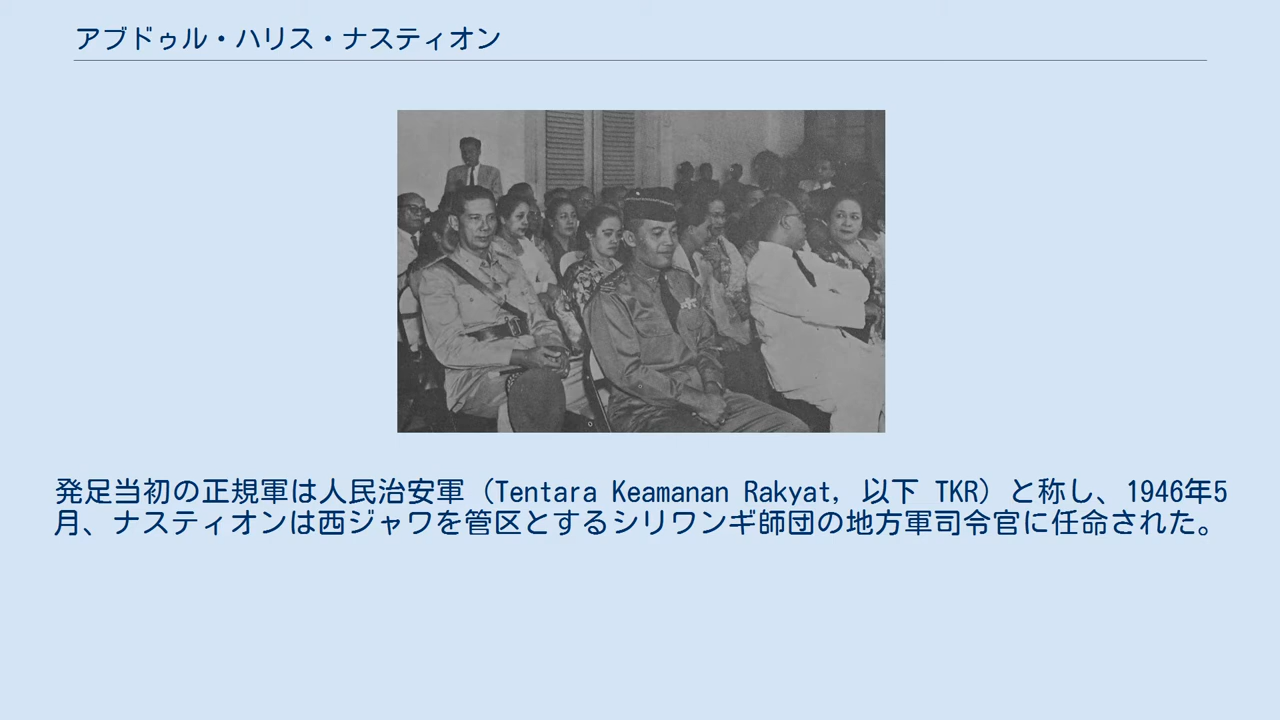 アブドゥル・ハリス・ナスティオン
発足当初の正規軍は人民治安軍（Tentara Keamanan Rakyat, 以下 TKR）と称し、1946年5
月、ナスティオンは西ジャワを管区とするシリワンギ師団の地方軍司令官に任命された。